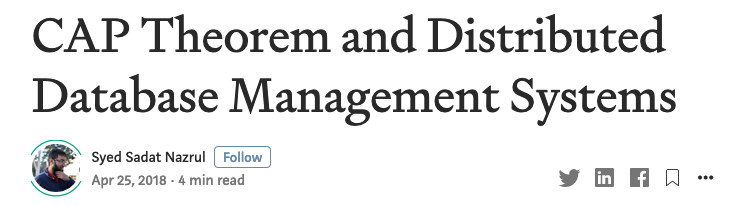 CAP Theorem and Distributed
Database Management Systems
Syed Sadat Nazrul Follow
Apr 25, 2018 · 4 min read